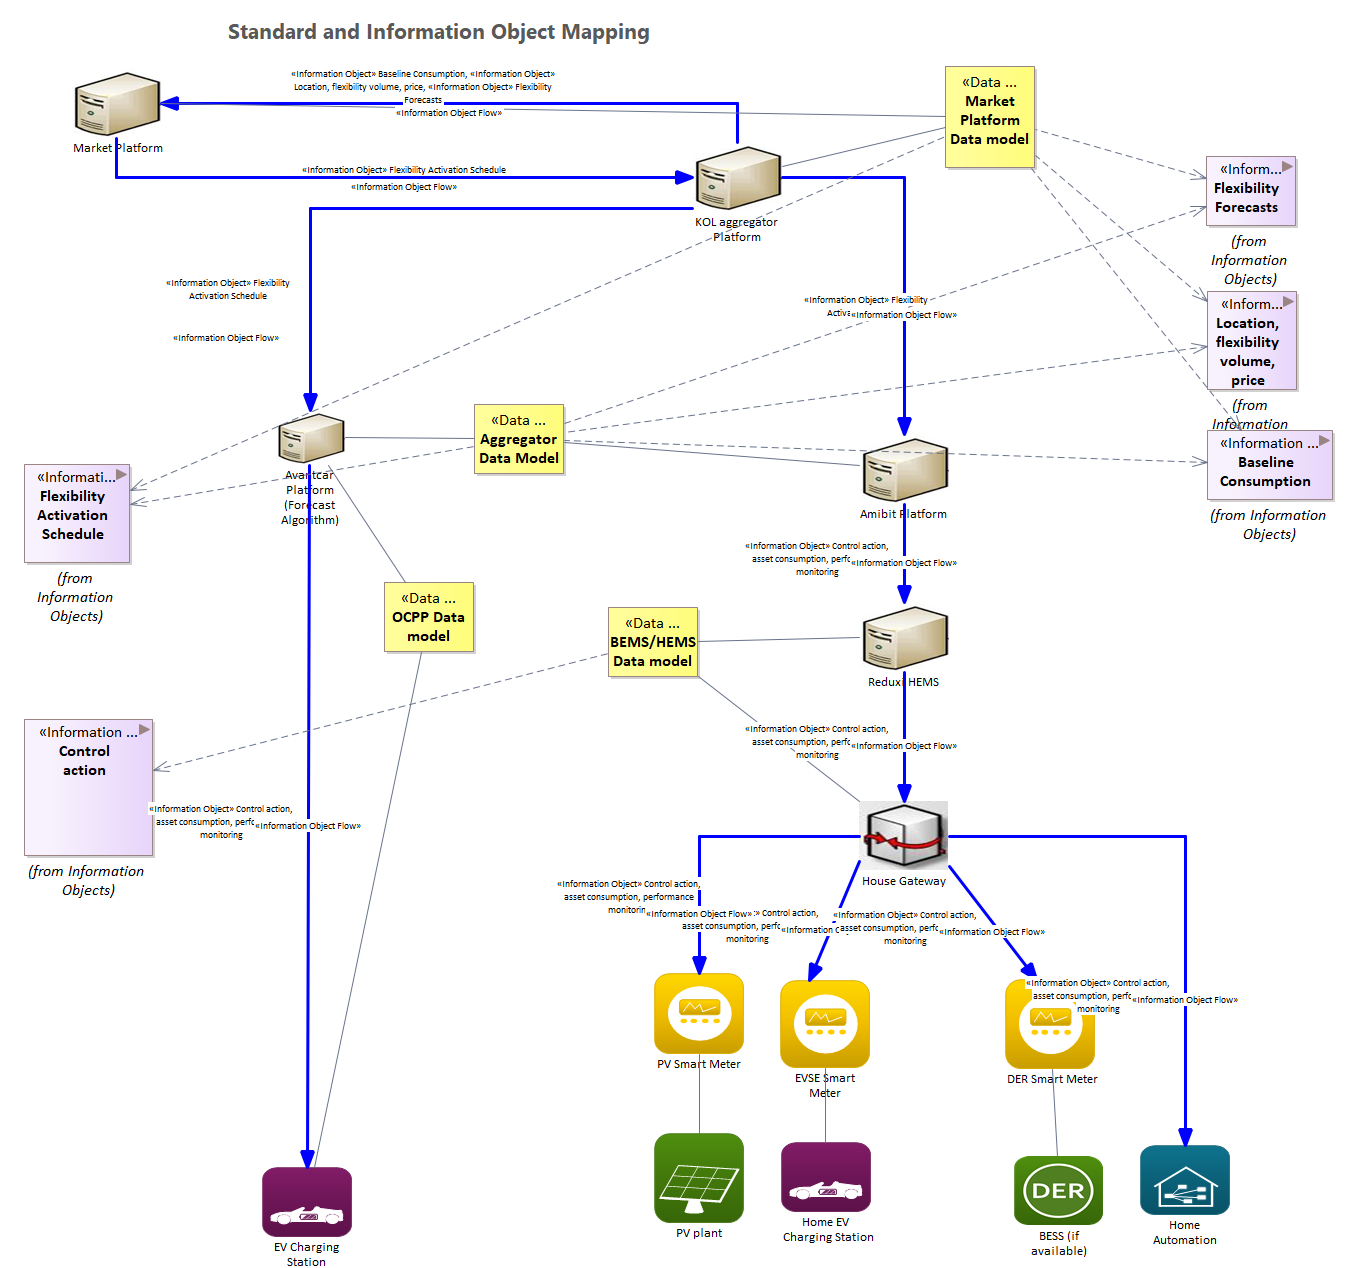 Standard and Information Object Mapping
«Information Object» Baseline Consumption, «Information Object»
Location, flexibility volume, price, «Information Object» Flexibility
Forecasts
«Information Object Flow»
Market Platform
«Information Object» Flexibility Activation Schedule
«Information Object Flow»
KOL aggregator
Platform
«Data ...
Market
Platform
Data model
«Inform...
Flexibility
Forecasts
(from
Information
Objects)
«Information Object» Flexibility
Activation Schedule
«Information Object Flow»
«Information Object» Flexibility
Activa
«Information Object Flow»
«Inform...
Location,
flexibility
volume,
price
(from
Information
«Information ...
Baseline
Consumption
(from Information
Objects)
«Data ...
Aggregator
Data Model
Avantcar
Platform
(Forecast
Algorithm)
Amibit Platform
«Informati...
Flexibility
Activation
Schedule
(from
Information
Objects)
«Information Object» Control action,
asset consumption, perfc
monitoring
«Information Object Flow»
«Data ...
OCPP Data
model
«Data ...
BEMS/HEMS
Data model
Reduxi HEMS
«Information Object» Control action,
asset consumption, perfc
monitoring
«Information Object Flow»
«Information ...
Control
action
(from Information
Objects)
«Information Object» Control action,
asset consumption, perfc
monitoring
«Information Object Flow»
House Gateway
«Information Object» Control action,
asset consumption, performance
monitorin
«Information Object Flow»
Control action,
asset consumption, perfc
monitoring
«Information
«Information Object» Control action,
asset consumption, perfc
monitoring
«Information Object Flow»
«Information Object» Control action,
asset consumption, perfc
monitoring
«Information Object Flow»
PV Smart Meter
EVSE Smart
Meter
DER Smart Meter
DER
EV Charging
Station
PV plant
Home EV
Charging Station
BESS (if
available)
Home
Automation